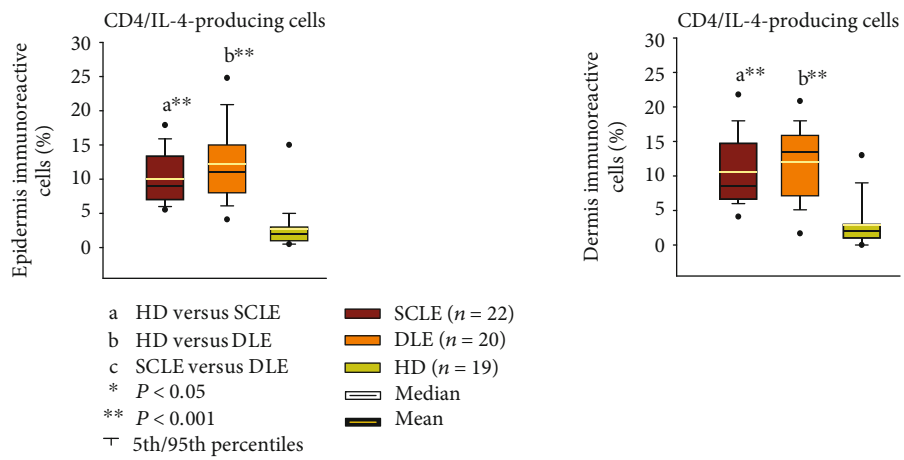 CD4/IL-4-producing cells
Epidermis immunoreactive
cells (%)
30
25
20
15
10
5
0
a**
b**
CD4/IL-4-producing cells
Dermis immunoreactive
cells (%)
30
25
20
15
10
5
0
a**
b**
a HD versus SCLE
b HD versus DLE
c SCLE versus DLE
* P < 0.05
** P < 0.001
5th/95th percentiles
SCLE (n = 22)
DLE (n = 20)
HD (n = 19)
Median
Mean